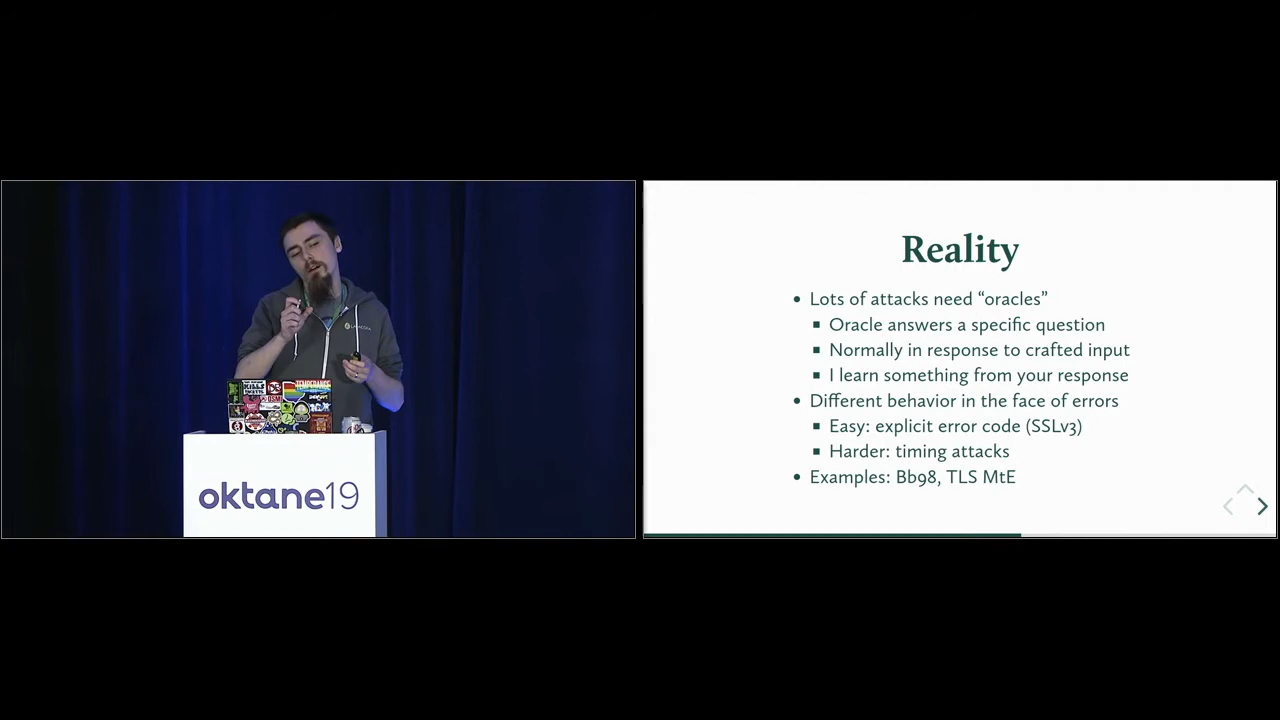 oktane19
Reality
• Lots of attacks need “oracles”
▪ Oracle answers a specific question
▪ Normally in response to crafted input
▪ I learn something from your response
• Different behavior in the face of errors
▪ Easy: explicit error code (SSLv3)
▪ Harder: timing attacks
• Examples: Bb98, TLS MtE